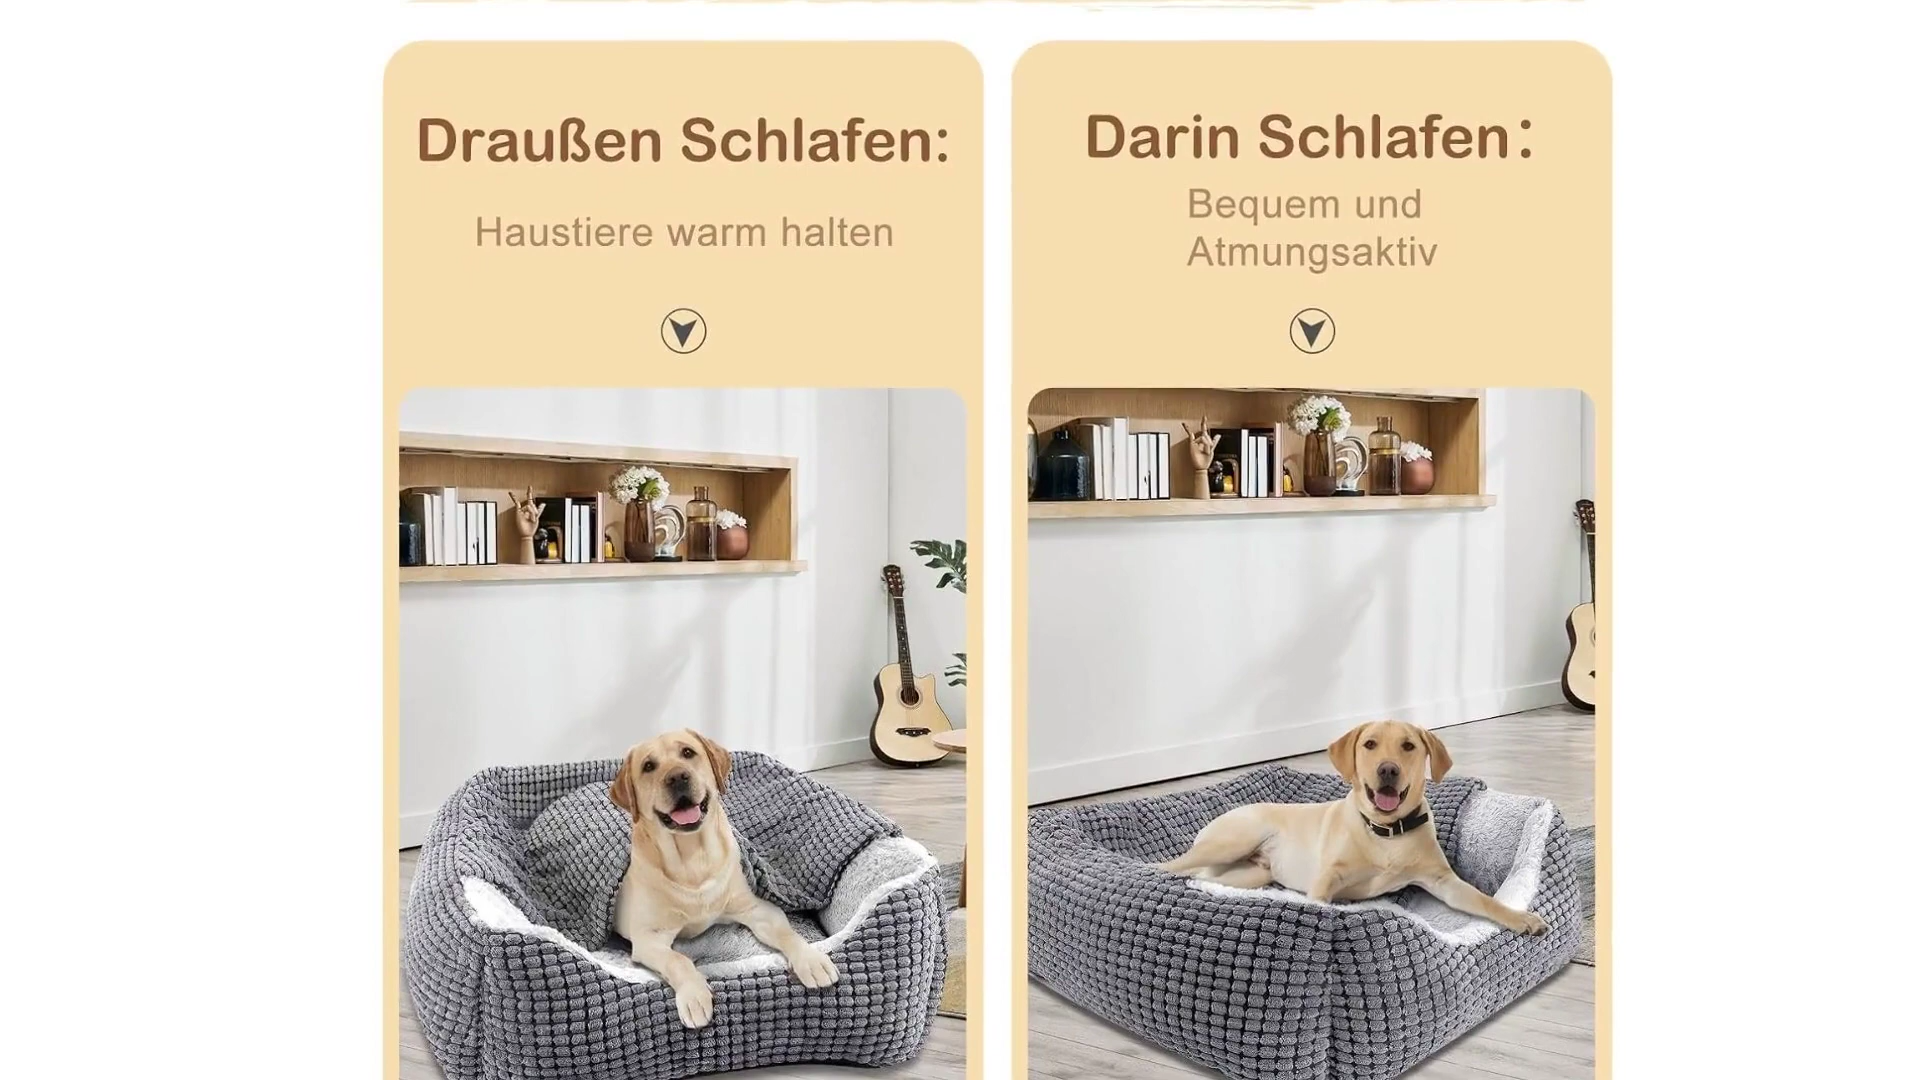 Draußen Schlafen:
Haustiere warm halten
Darin Schlafen:
Bequem und
Atmungsaktiv